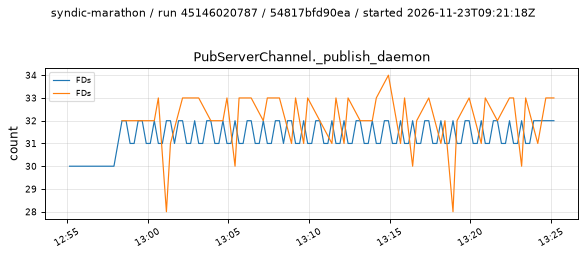 syndic-marathon / run 45146020787 / 54817bfd90ea / started 2026-11-23T09:21:18Z
PubServerChannel._publish_daemon
FDs
FDs
count
34
33
32
31
30
29
28
12:55
13:00
13:05
13:10
13:15
13:20
13:25